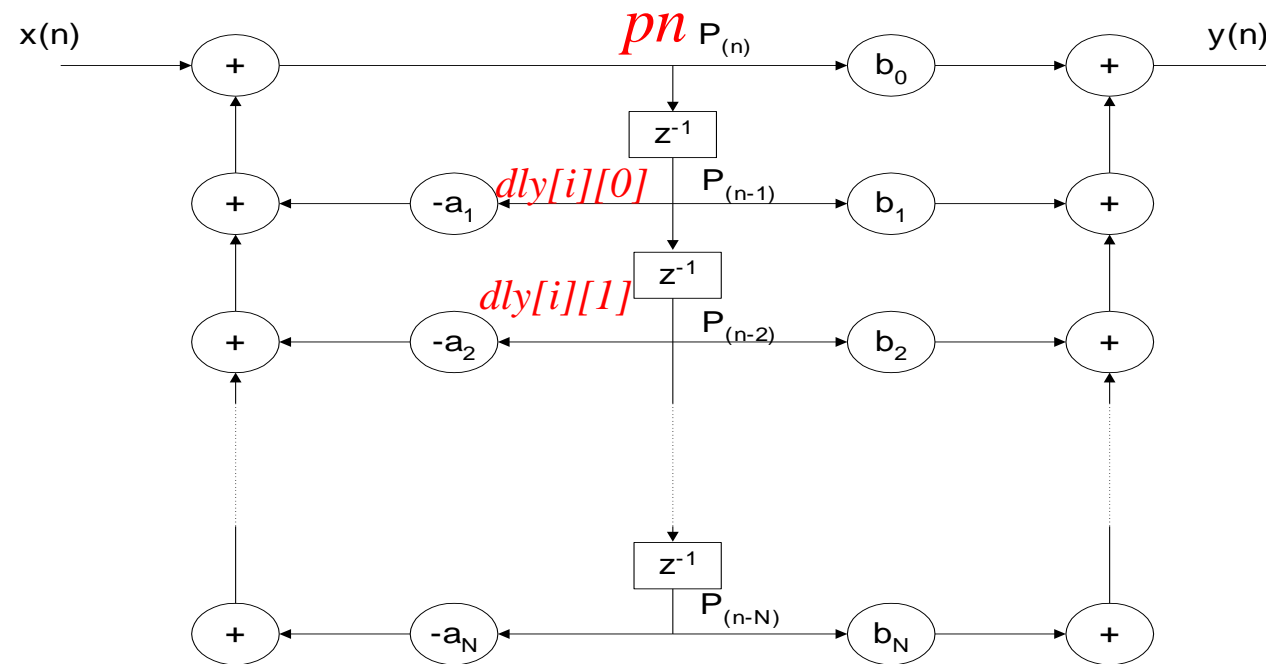 x(n) pn P(n) y(n)
+ b0 +
z-1
dly[i][0] P(n-1)
+ -a1 b1 +
z-1
dly[i][1] P(n-2)
+ -a2 b2 +
z-1
P(n-N)
+ -aN bN +